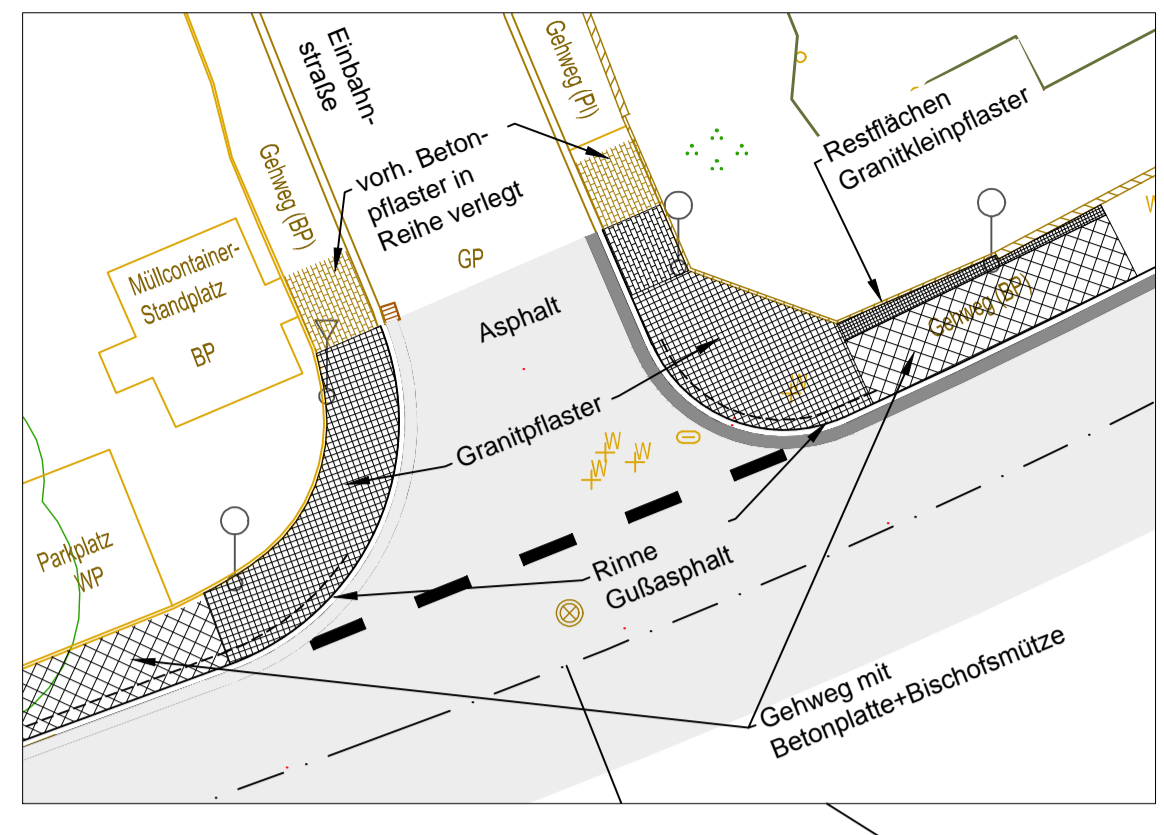 Einbahn-
straße
Gehweg (PI)
Gehweg (BP)
vorh. Beton-
pflaster in
Reihe verlegt
Restflächen
Granitkleinpflaster
Müllcontainer-
Standplatz
BP
GP
Asphalt
Gehweg (BP)
W
Granitpflaster
W
W
W
Parkplatz
WP
Rinne
Gußasphalt
Gehweg mit
Betonplatte+Bischofsmütze